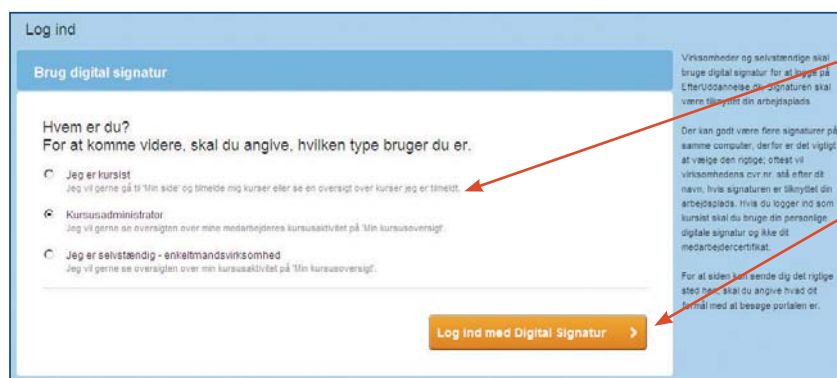 Log ind
Brug digital signatur
Hvem er du?
For at komme videre, skal du angive, hvilken type bruger du er.
Jeg er kursist
Jeg vil gerne gå til 'Min side' og tilmelde mig kurser eller se en oversigt over kurser jeg er tilmeldt.
Kursusadministrator
Jeg vil gerne se oversigten over mine medarbejderes kursusaktivitet på 'Min kursusoversigt'.
Jeg er selvstændig - enkeltmandsvirksomhed
Jeg vil gerne se oversigten over min kursusaktivitet på 'Min kursusoversigt'.
Log ind med Digital Signatur
Virksomheder og selvstændige skal
bruge digital signatur for at logge på
EfterUddannelse.dk. Signaturen skal
være tilknyttet din arbejdsplads
Der kan godt være flere signaturer på
samme computer, derfor er det vigtigt
at vælge den rigtige; oftest vil
virksomhedens cvr.nr. stå efter dit
navn, hvis signaturen er tilknyttet din
arbejdsplads. Hvis du logger ind som
kursist skal du bruge din personlige
digitale signatur og ikke dit
medarbejdercertifikat.
For at siden kan sende dig det rigtige
sted hen, skal du angive hvad dit
formål med at besøge portalen er.